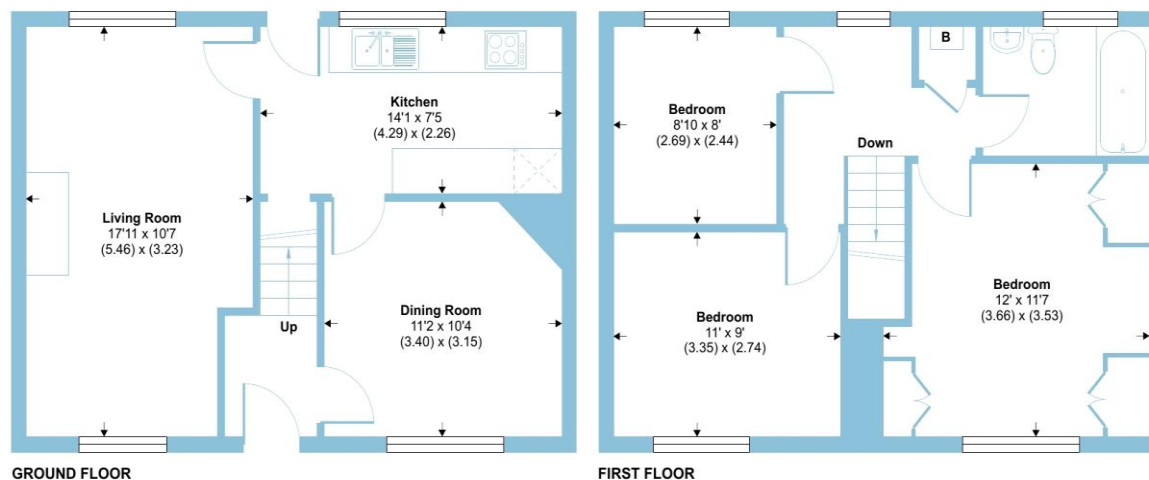 Living Room
17'11 x 10'7
(5.46) x (3.23)
Kitchen
14'1 x 7'5
(4.29) x (2.26)
Up
Dining Room
11'2 x 10'4
(3.40) x (3.15)
GROUND FLOOR
Bedroom
8'10 x 8'
(2.69) x (2.44)
B
Down
Bedroom
11' x 9'
(3.35) x (2.74)
Bedroom
12' x 11'7
(3.66) x (3.53)
FIRST FLOOR